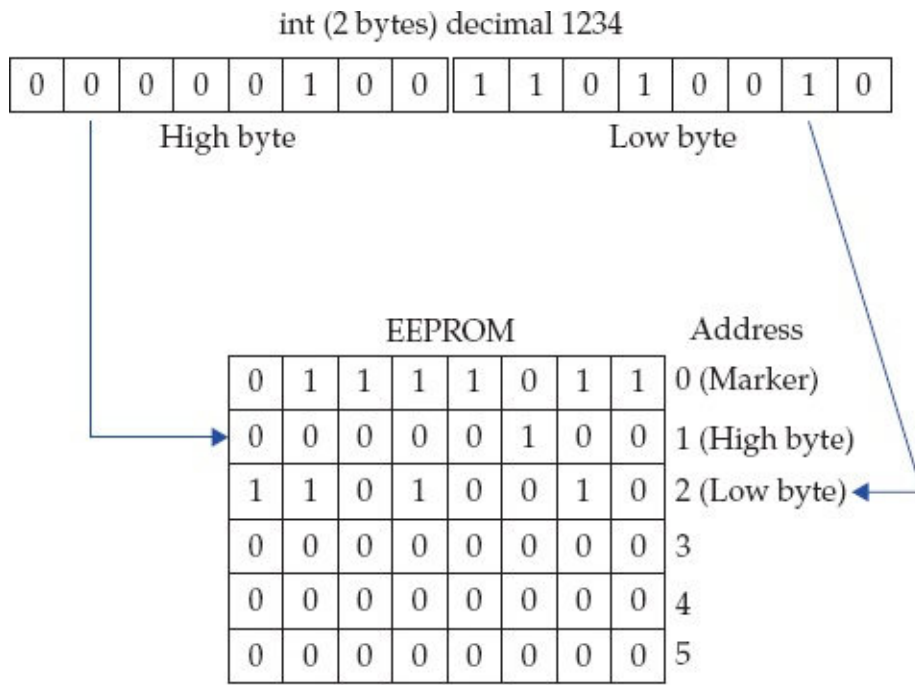 int (2 bytes) decimal 1234
0 0 0 0 0 1 0 0 1 1 0 1 0 0 1 0
High byte Low byte
EEPROM Address
0 1 1 1 1 0 1 1 0 (Marker)
0 0 0 0 0 1 0 0 1 (High byte)
1 1 0 1 0 0 1 0 2 (Low byte)
0 0 0 0 0 0 0 0 3
0 0 0 0 0 0 0 0 4
0 0 0 0 0 0 0 0 5